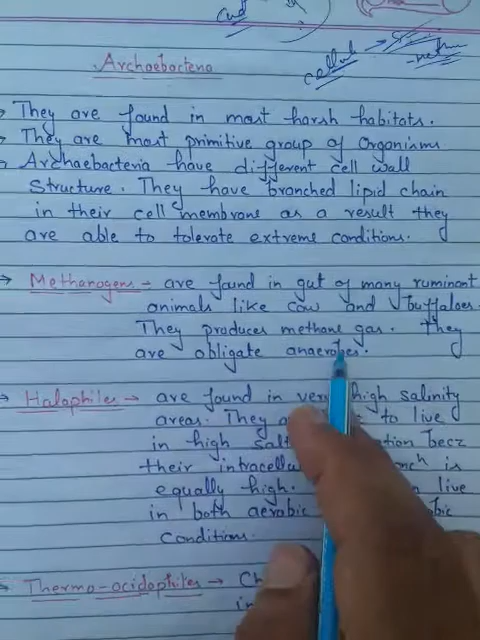 Cud
cellul
Archaebacteria
They are found in most harsh habitats.
They are most primitive group of Organisms
Archaebacteria have different cell wall
structure. They have branched lipid chain
in their cell membrane as a result they
are able to tolerate extreme conditions.
Methanogens - are found in gut of many ruminant
animals like cow and buffaloes.
They produces methane gas. They
are obligate anaerobes.
Halophiles → are found in very high salinity
areas. They to live
in high salt becz
their is
equally high. live
in both aerobic
conditions.
Thermo-acidophiles →
in